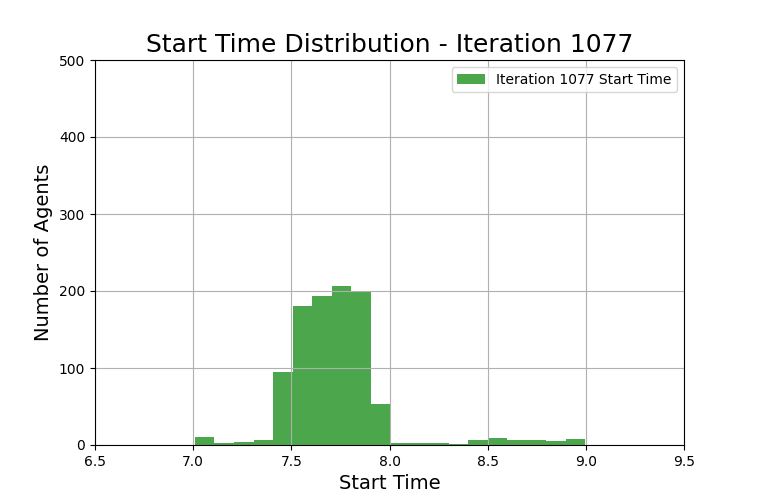 Start Time Distribution - Iteration 1077
500
Iteration 1077 Start Time
400
300
200
100
0
Number of Agents
6.5 7.0 7.5 8.0 8.5 9.0 9.5
Start Time